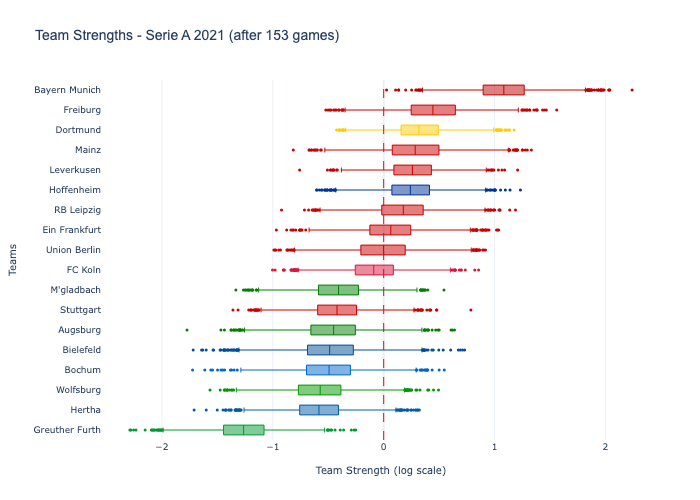 Team Strengths - Serie A 2021 (after 153 games)
Bayern Munich
Freiburg
Dortmund
Mainz
Leverkusen
Hoffenheim
RB Leipzig
Ein Frankfurt
Union Berlin
FC Koln
M'gladbach
Stuttgart
Augsburg
Bielefeld
Bochum
Wolfsburg
Hertha
Greuther Furth
Teams
−2 −1 0 1 2
Team Strength (log scale)